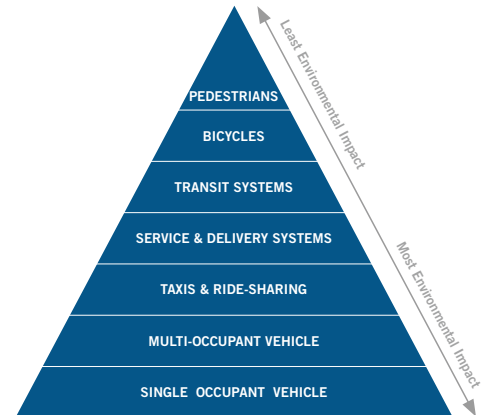 PEDESTRIANS
BICYCLES
TRANSIT SYSTEMS
SERVICE & DELIVERY SYSTEMS
TAXIS & RIDE-SHARING
MULTI-OCCUPANT VEHICLE
SINGLE OCCUPANT VEHICLE
Least Environmental Impact
Most Environmental Impact